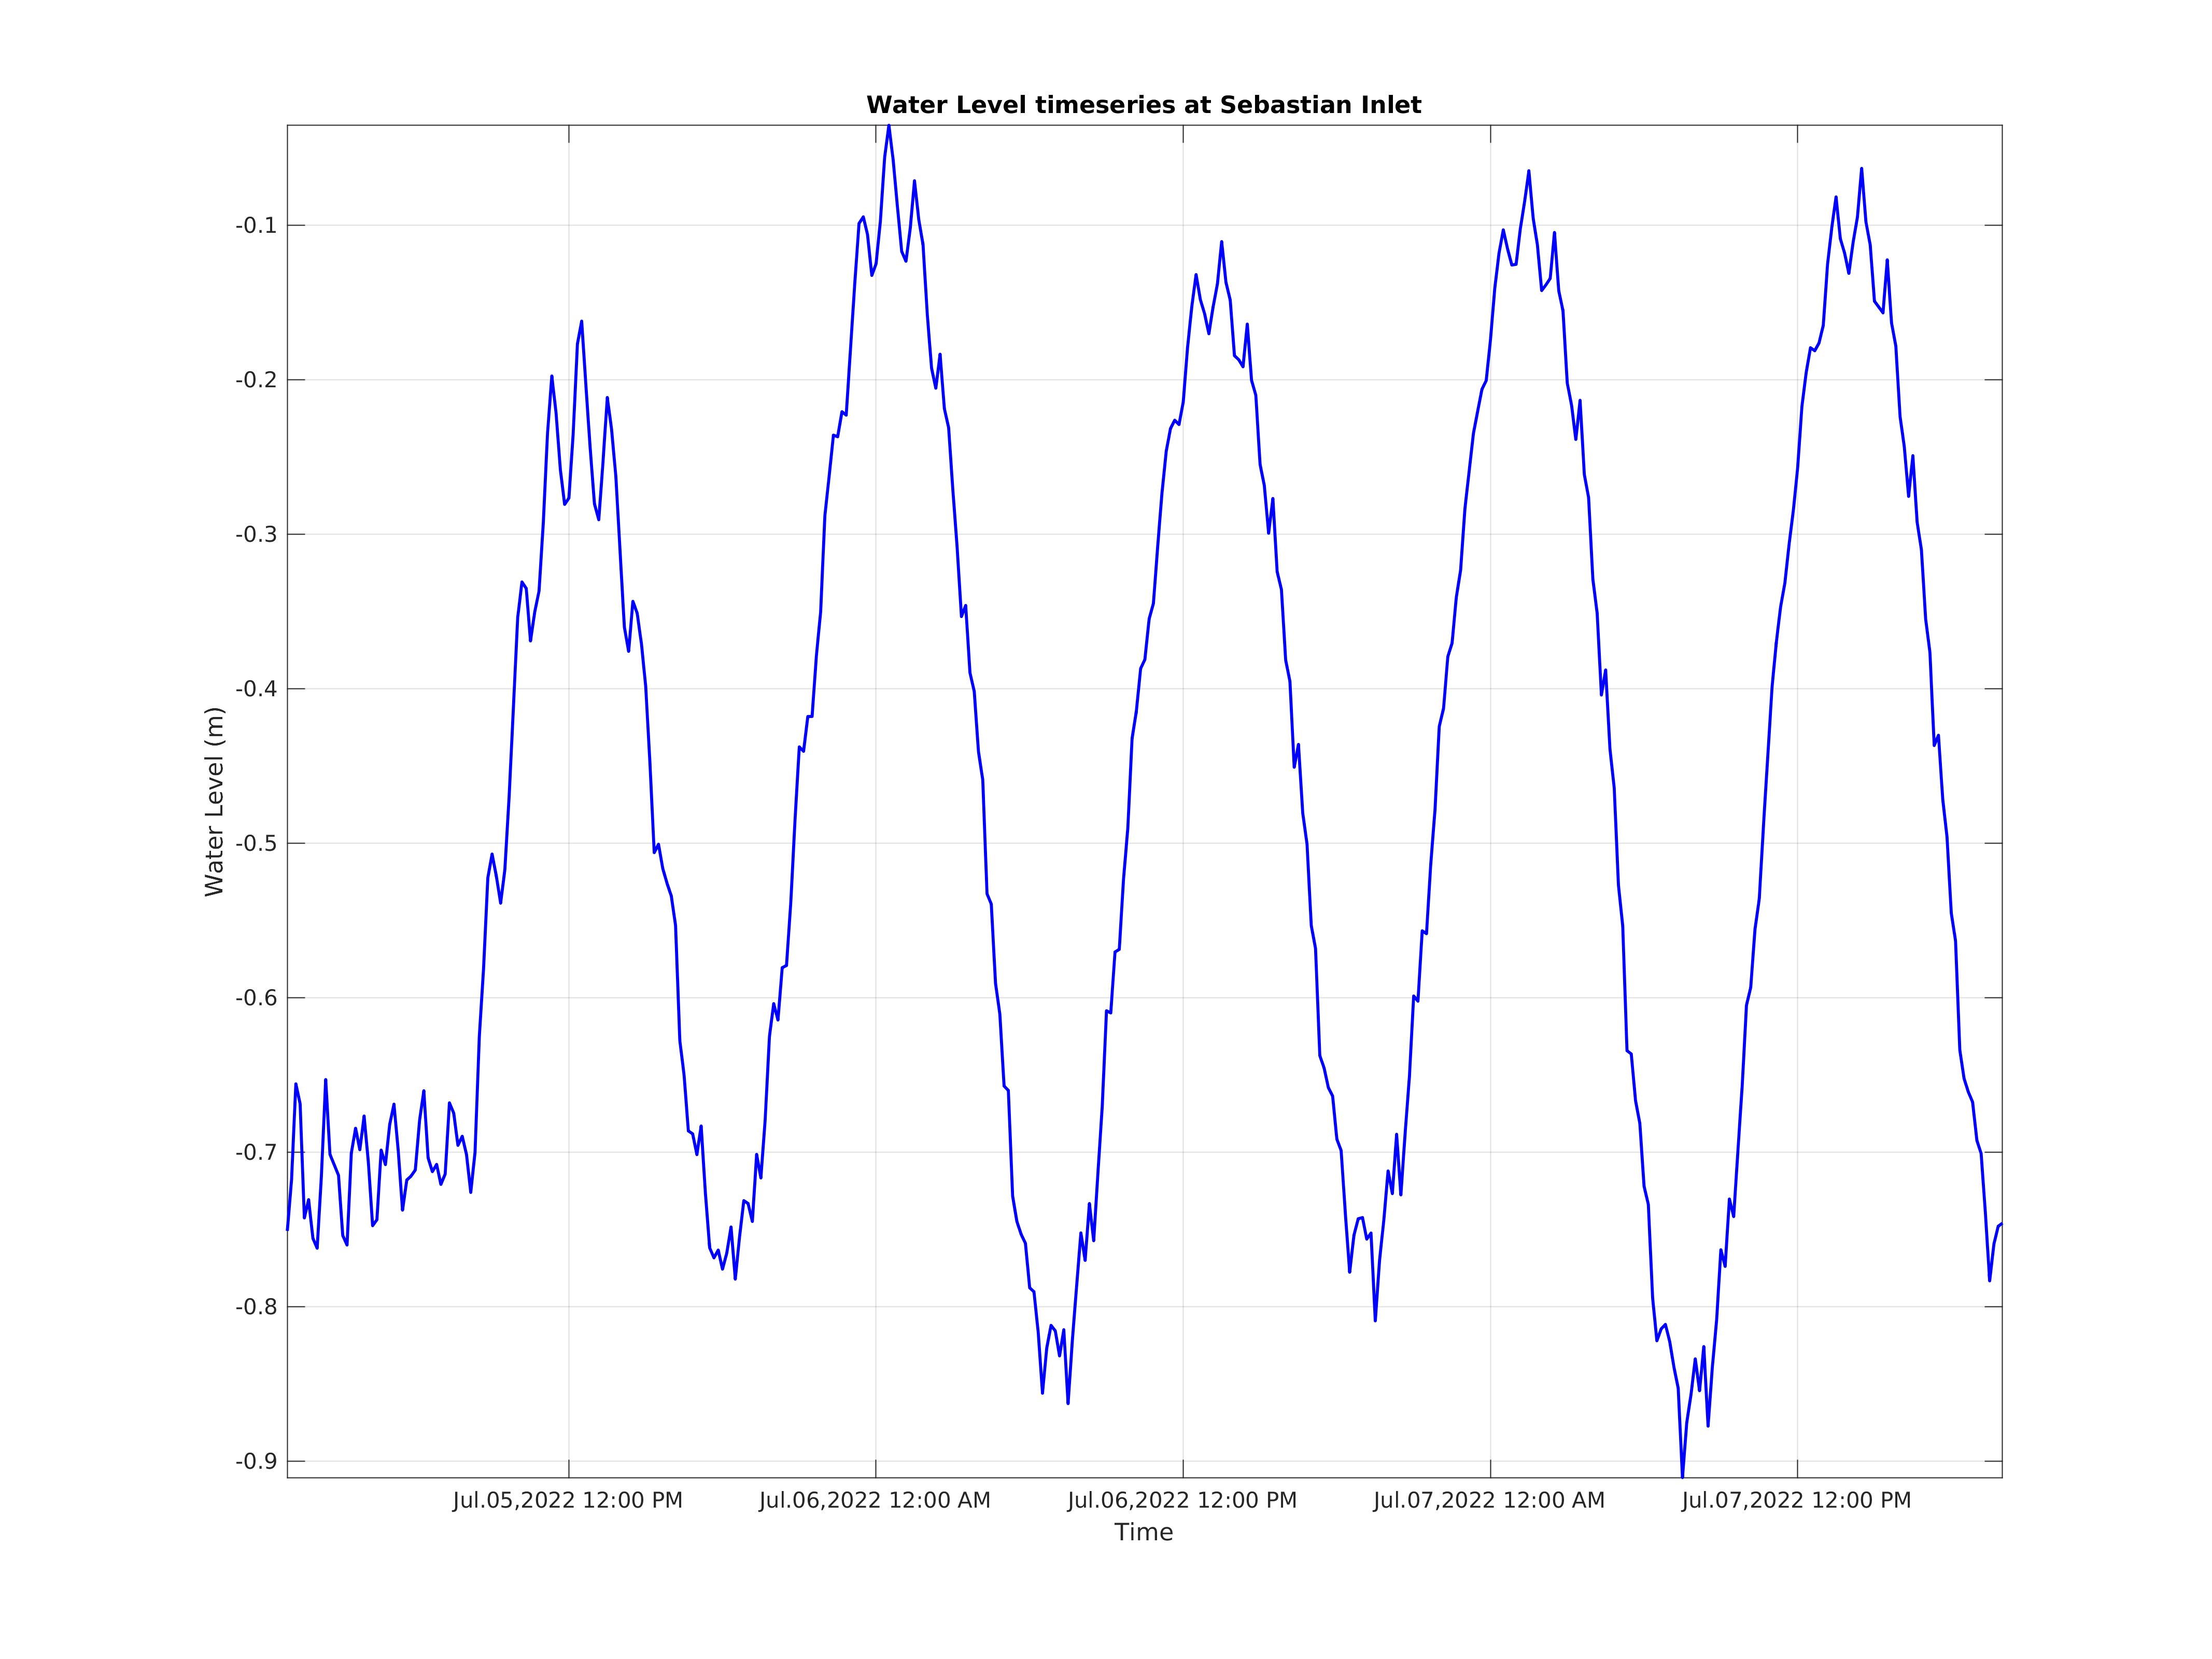 Water Level timeseries at Sebastian Inlet
-0.1
-0.2
-0.3
-0.4
-0.5
-0.6
-0.7
-0.8
-0.9
Water Level (m)
Jul.05,2022 12:00 PM
Jul.06,2022 12:00 AM
Jul.06,2022 12:00 PM
Jul.07,2022 12:00 AM
Jul.07,2022 12:00 PM
Time